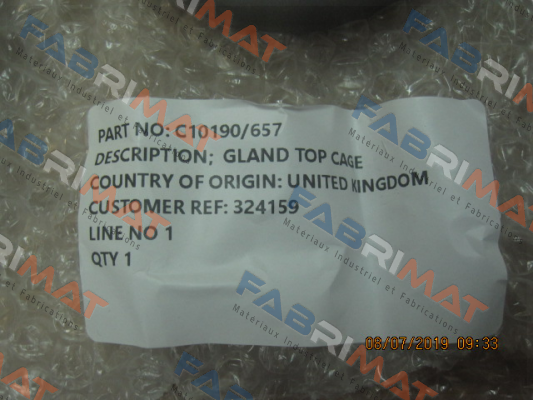 PART NO: C10190/657
DESCRIPTION; GLAND TOP CAGE
COUNTRY OF ORIGIN: UNITED KINGDOM
CUSTOMER REF: 324159
LINE NO 1
QTY 1
08/07/2019 09:33
FABRIMAT
Materiaux Industriel et Fabrications